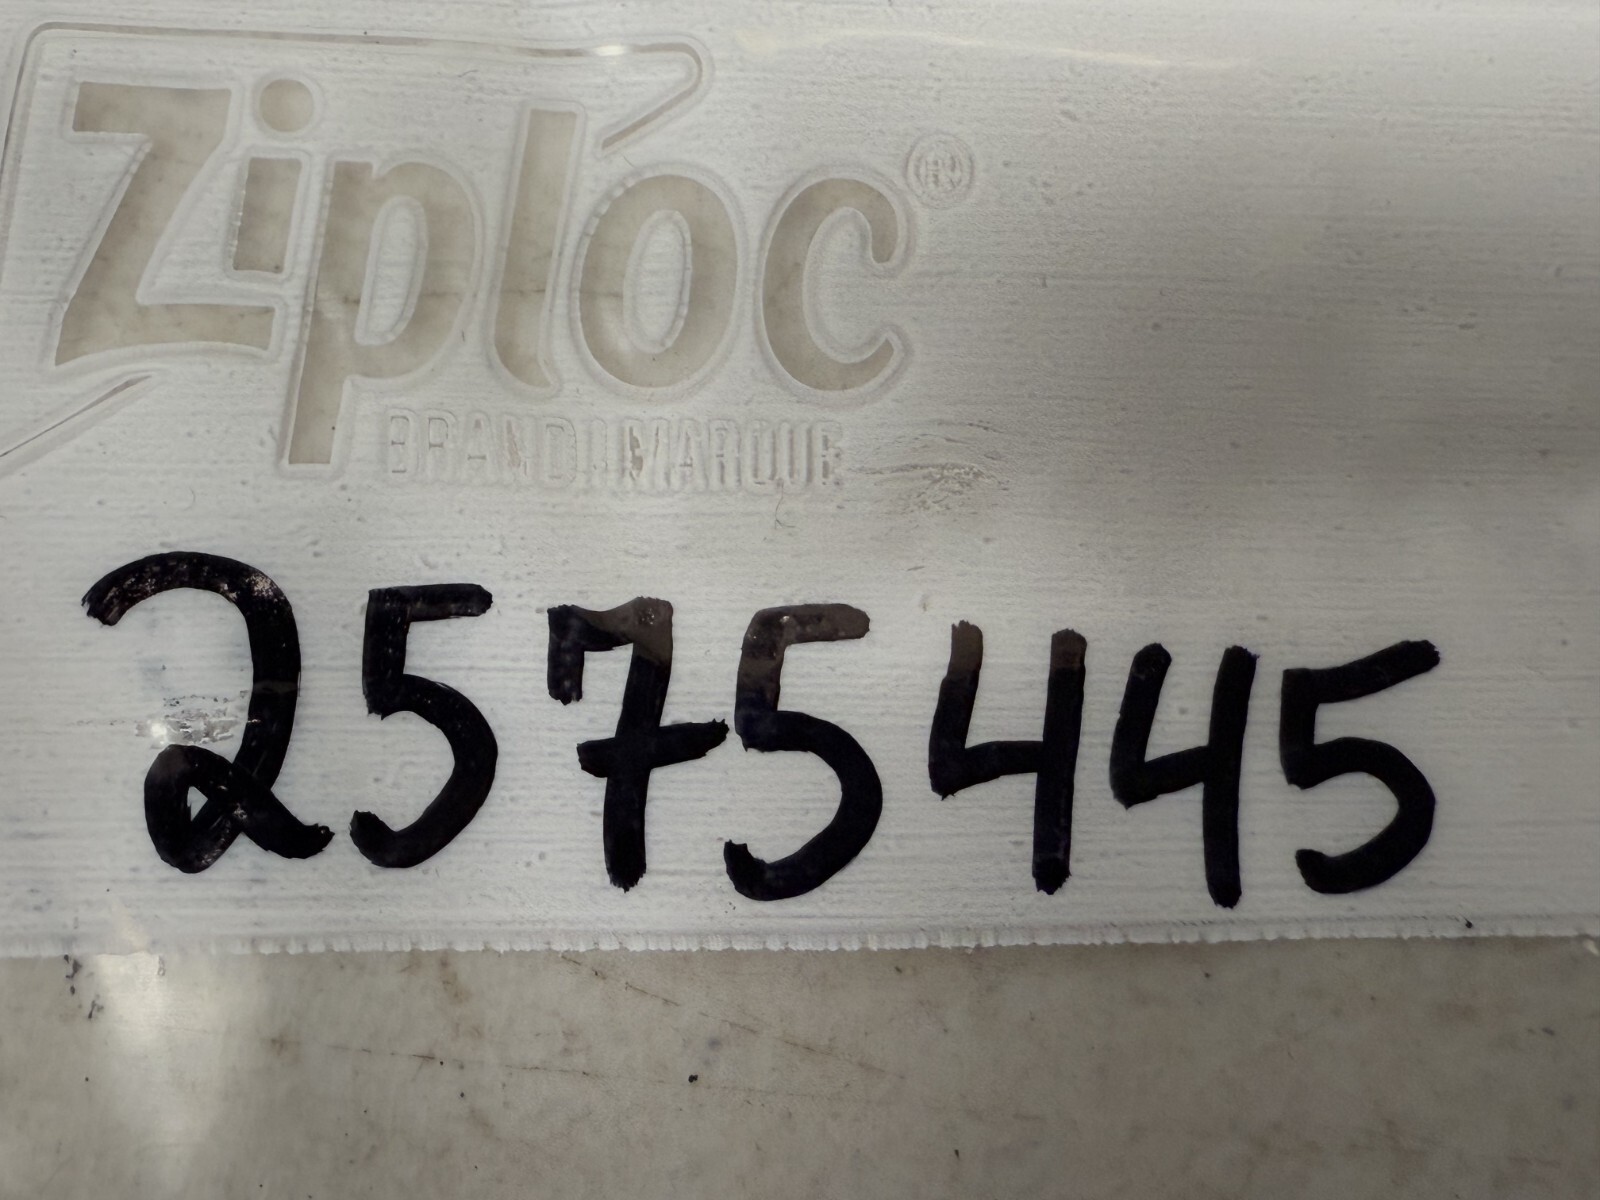 Ziploc®
BRAND | MARQUE
2575445